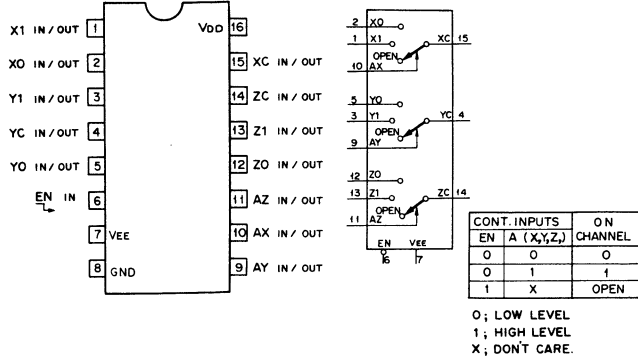 X1 IN/OUT 1
X0 IN/OUT 2
Y1 IN/OUT 3
YC IN/OUT 4
Y0 IN/OUT 5
EN IN 6
7 VEE
8 GND
VDD 16
15 XC IN/OUT
14 ZC IN/OUT
13 Z1 IN/OUT
12 Z0 IN/OUT
11 AZ IN/OUT
10 AX IN/OUT
9 AY IN/OUT
2 X0
1 X1 XC 15
OPEN
10 AX
5 Y0
3 Y1 YC 4
OPEN
9 AY
12 Z0
13 Z1 ZC 14
OPEN
11 AZ
EN VEE
6 7
CONT. INPUTS ON
EN A (X,Y,Z,) CHANNEL
0 0 0
0 1 1
1 X OPEN
0; LOW LEVEL
1; HIGH LEVEL
X; DON'T CARE.